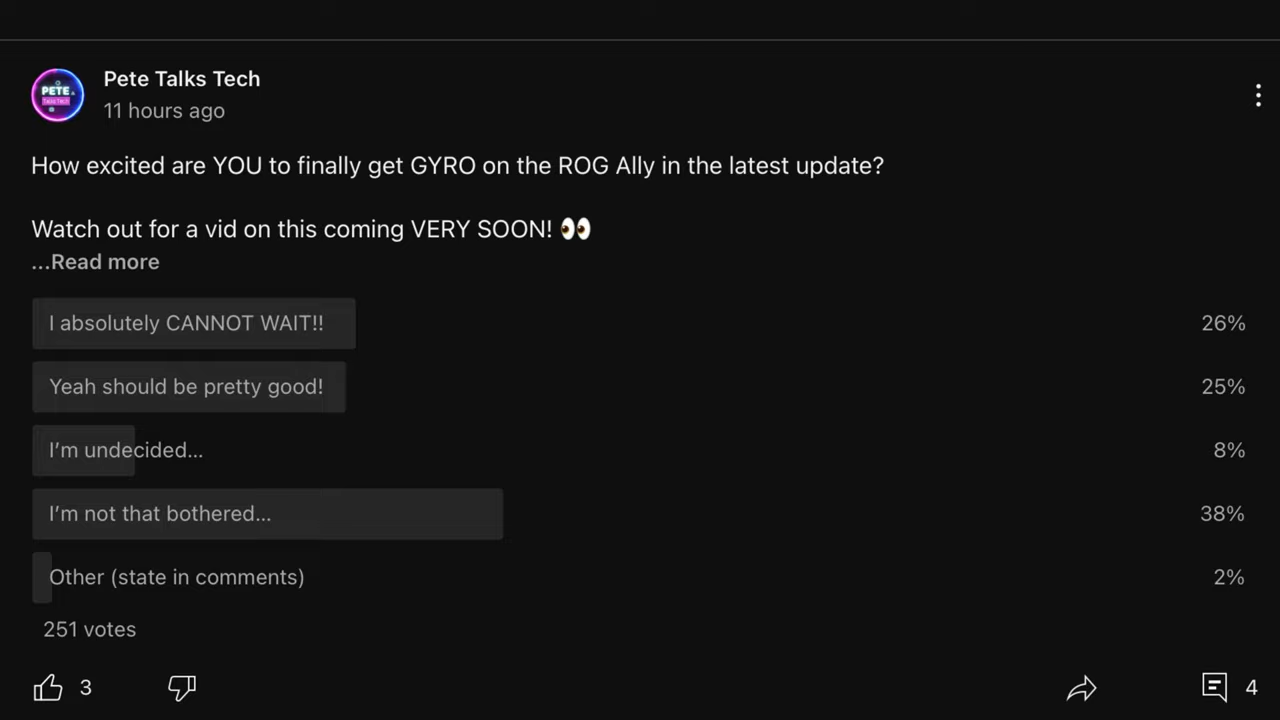 PETE
Talks Tech
Pete Talks Tech
11 hours ago
How excited are YOU to finally get GYRO on the ROG Ally in the latest update?
Watch out for a vid on this coming VERY SOON! 👀
...Read more
I absolutely CANNOT WAIT!! 26%
Yeah should be pretty good! 25%
I'm undecided... 8%
I'm not that bothered... 38%
Other (state in comments) 2%
251 votes
3 4